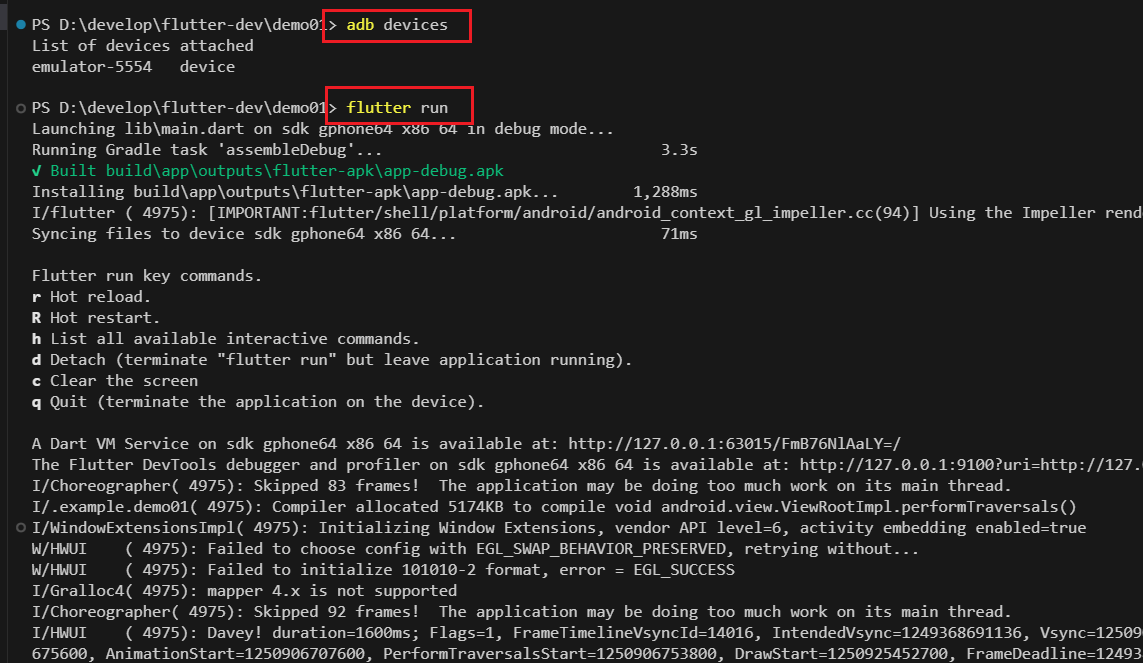 PS D:\develop\flutter-dev\demo01> adb devices
List of devices attached
emulator-5554   device
PS D:\develop\flutter-dev\demo01> flutter run
Launching lib\main.dart on sdk gphone64 x86 64 in debug mode...
Running Gradle task 'assembleDebug'...                              3.3s
√ Built build\app\outputs\flutter-apk\app-debug.apk
Installing build\app\outputs\flutter-apk\app-debug.apk...        1,288ms
I/flutter ( 4975): [IMPORTANT:flutter/shell/platform/android/android_context_gl_impeller.cc(94)] Using the Impeller rend
Syncing files to device sdk gphone64 x86 64...                      71ms
Flutter run key commands.
r Hot reload.
R Hot restart.
h List all available interactive commands.
d Detach (terminate "flutter run" but leave application running).
c Clear the screen
q Quit (terminate the application on the device).
A Dart VM Service on sdk gphone64 x86 64 is available at: http://127.0.0.1:63015/FmB76NlAaLY=/
The Flutter DevTools debugger and profiler on sdk gphone64 x86 64 is available at: http://127.0.0.1:9100?uri=http://127.
I/Choreographer( 4975): Skipped 83 frames!  The application may be doing too much work on its main thread.
I/.example.demo01( 4975): Compiler allocated 5174KB to compile void android.view.ViewRootImpl.performTraversals()
I/WindowExtensionsImpl( 4975): Initializing Window Extensions, vendor API level=6, activity embedding enabled=true
W/HWUI    ( 4975): Failed to choose config with EGL_SWAP_BEHAVIOR_PRESERVED, retrying without...
W/HWUI    ( 4975): Failed to initialize 101010-2 format, error = EGL_SUCCESS
I/Gralloc4( 4975): mapper 4.x is not supported
I/Choreographer( 4975): Skipped 92 frames!  The application may be doing too much work on its main thread.
I/HWUI    ( 4975): Davey! duration=1600ms; Flags=1, FrameTimelineVsyncId=14016, IntendedVsync=1249368691136, Vsync=12509
675600, AnimationStart=1250906707600, PerformTraversalsStart=1250906753800, DrawStart=1250925452700, FrameDeadline=12493